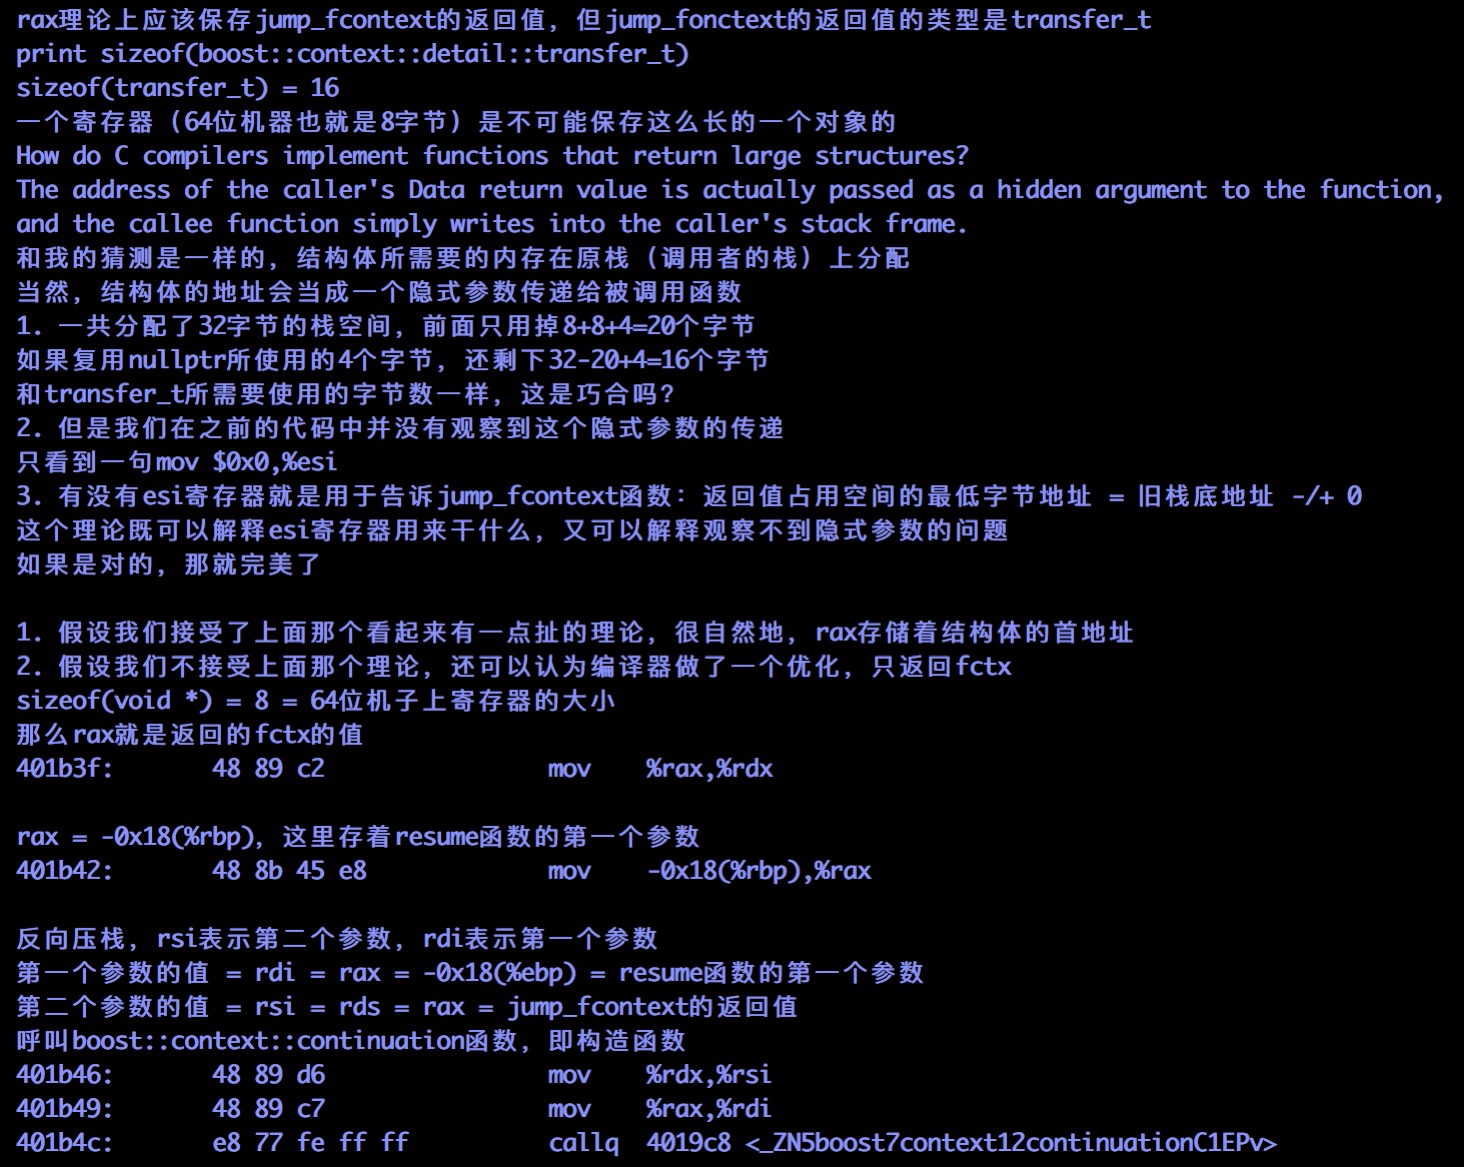 rax理论上应该保存jump_fcontext的返回值，但jump_fonctext的返回值的类型是transfer_t
print sizeof(boost::context::detail::transfer_t)
sizeof(transfer_t) = 16
一个寄存器（64位机器也就是8字节）是不可能保存这么长的一个对象的
How do C compilers implement functions that return large structures?
The address of the caller's Data return value is actually passed as a hidden argument to the function,
and the callee function simply writes into the caller's stack frame.
和我的猜测是一样的，结构体所需要的内存在原栈（调用者的栈）上分配
当然，结构体的地址会当成一个隐式参数传递给被调用函数
1. 一共分配了32字节的栈空间，前面只用掉8+8+4=20个字节
如果复用nullptr所使用的4个字节，还剩下32-20+4=16个字节
和transfer_t所需要使用的字节数一样，这是巧合吗？
2. 但是我们在之前的代码中并没有观察到这个隐式参数的传递
只看到一句mov $0x0,%esi
3. 有没有esi寄存器就是用于告诉jump_fcontext函数：返回值占用空间的最低字节地址 = 旧栈底地址 -/+ 0
这个理论既可以解释esi寄存器用来干什么，又可以解释观察不到隐式参数的问题
如果是对的，那就完美了
1. 假设我们接受了上面那个看起来有一点扯的理论，很自然地，rax存储着结构体的首地址
2. 假设我们不接受上面那个理论，还可以认为编译器做了一个优化，只返回fctx
sizeof(void *) = 8 = 64位机子上寄存器的大小
那么rax就是返回的fctx的值
401b3f:       48 89 c2                mov    %rax,%rdx
rax = -0x18(%rbp)，这里存着resume函数的第一个参数
401b42:       48 8b 45 e8             mov    -0x18(%rbp),%rax
反向压栈，rsi表示第二个参数，rdi表示第一个参数
第一个参数的值 = rdi = rax = -0x18(%ebp) = resume函数的第一个参数
第二个参数的值 = rsi = rds = rax = jump_fcontext的返回值
呼叫boost::context::continuation函数，即构造函数
401b46:       48 89 d6                mov    %rdx,%rsi
401b49:       48 89 c7                mov    %rax,%rdi
401b4c:       e8 77 fe ff ff          callq  4019c8 <_ZN5boost7context12continuationC1EPv>